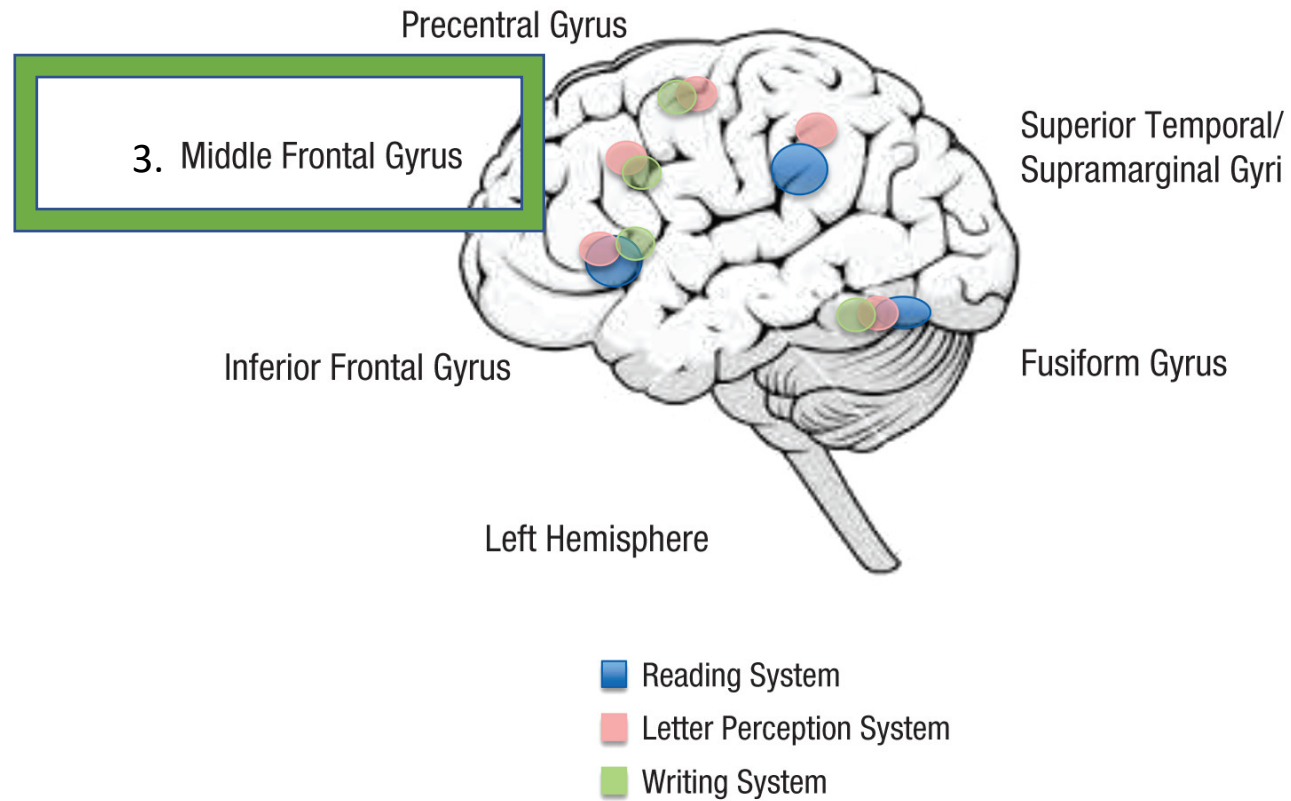 Precentral Gyrus
3. Middle Frontal Gyrus
Superior Temporal/
Supramarginal Gyri
Inferior Frontal Gyrus
Fusiform Gyrus
Left Hemisphere
Reading System
Letter Perception System
Writing System